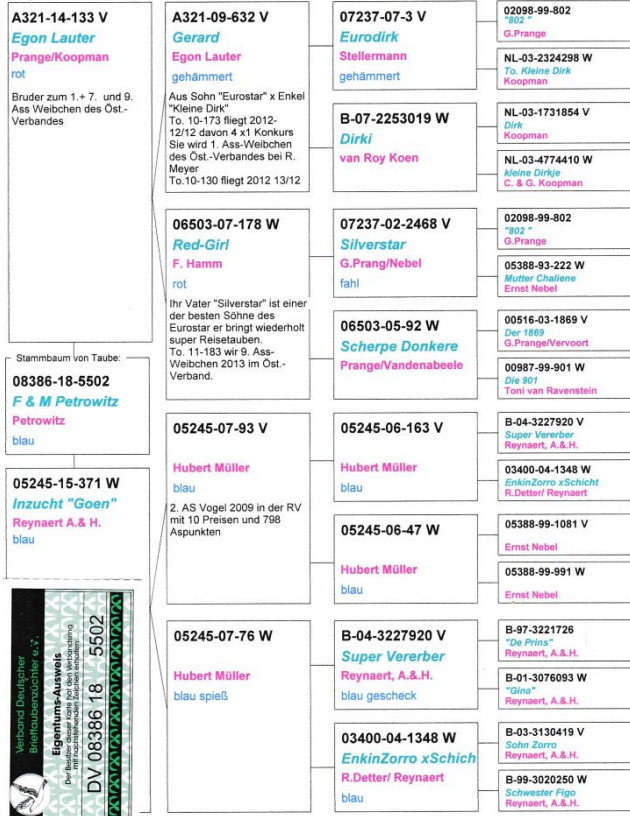 A321-14-133 V
Egon Lauter
Prange/Koopman
rot
Bruder zum 1.+ 7. und 9.
Ass Weibchen des Öst.-
Verbandes
Stammbaum von Taube:
08386-18-5502
F & M Petrowitz
Petrowitz
blau
05245-15-371 W
Inzucht "Goen"
Reynaert A.& H.
blau
Verband Deutscher
Brieftaubenzüchter e.V.
Eigentums-Ausweis
Der Besitzer dieser Karte hat den Verbandsring
mit nachstehenden Zeichen erhalten:
DV 08386 18 5502
A321-09-632 V
Gerard
Egon Lauter
gehämmert
Aus Sohn "Eurostar" x Enkel
"Kleine Dirk"
To. 10-173 fliegt 2012-
12/12 davon 4 x1 Konkurs
Sie wird 1. Ass-Weibchen
des Öst.-Verbandes bei R.
Meyer
To.10-130 fliegt 2012 13/12
06503-07-178 W
Red-Girl
F. Hamm
rot
Ihr Vater "Silverstar" ist einer
der besten Söhne des
Eurostar er bringt wiederholt
super Reisetauben.
To. 11-183 wir 9. Ass-
Weibchen 2013 im Öst.-
Verband.
05245-07-93 V
Hubert Müller
blau
2. AS Vogel 2009 in der RV
mit 10 Preisen und 798
Aspunkten
05245-07-76 W
Hubert Müller
blau spieß
07237-07-3 V
Eurodirk
Stellermann
gehämmert
B-07-2253019 W
Dirki
van Roy Koen
07237-02-2468 V
Silverstar
G.Prang/Nebel
fahl
06503-05-92 W
Scherpe Donkere
Prange/Vandenabeele
05245-06-163 V
Hubert Müller
blau
05245-06-47 W
Hubert Müller
blau
B-04-3227920 V
Super Vererber
Reynaert, A.&.H.
blau gescheck
03400-04-1348 W
EnkinZorro xSchich
R.Detter/ Reynaert
blau
02098-99-802
"802 "
G.Prange
NL-03-2324298 W
To. Kleine Dirk
Koopman
NL-03-1731854 V
Dirk
Koopman
NL-03-4774410 W
kleine Dirkje
C. & G. Koopman
02098-99-802
"802 "
G.Prange
05388-93-222 W
Mutter Challene
Ernst Nebel
00516-03-1869 V
Der 1869
G.Prange/Vervoort
00987-99-901 W
Die 901
Toni van Ravenstein
B-04-3227920 V
Super Vererber
Reynaert, A.&.H.
03400-04-1348 W
EnkinZorro xSchicht
R.Detter/ Reynaert
05388-99-1081 V
Ernst Nebel
05388-99-991 W
Ernst Nebel
B-97-3221726
"De Prins"
Reynaert, A.&.H.
B-01-3076093 W
"Gina"
Reynaert, A.&.H.
B-03-3130419 V
Sohn Zorro
Reynaert, A.&.H.
B-99-3020250 W
Schwester Figo
Reynaert, A.&.H.